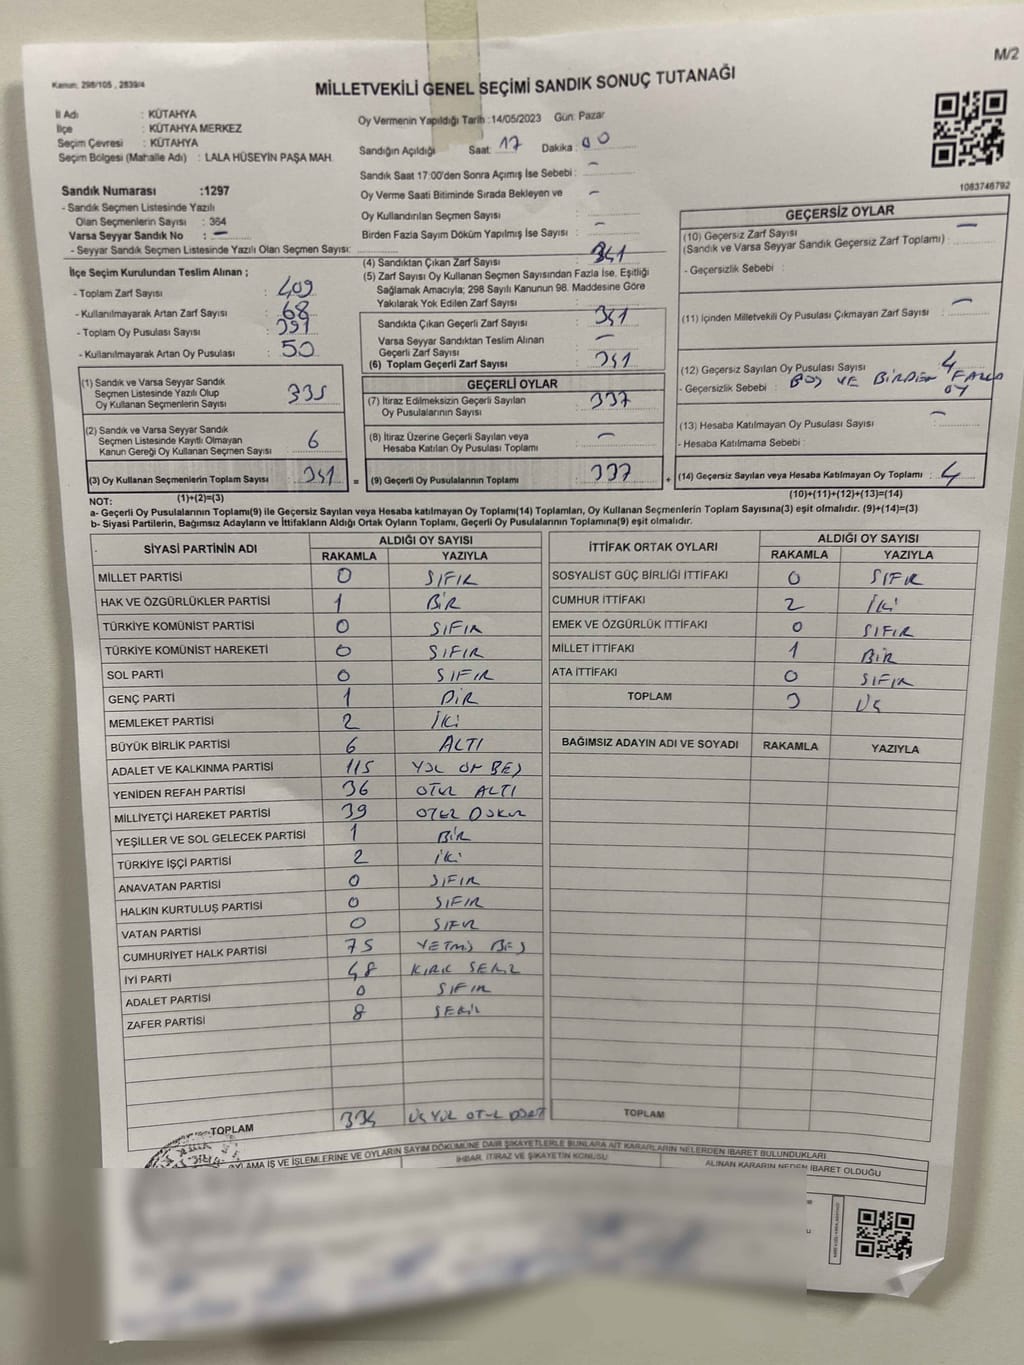 M/2
Kanun: 298/105 , 2839/4
MİLLETVEKİLİ GENEL SEÇİMİ SANDIK SONUÇ TUTANAĞI
İl Adı : KÜTAHYA
İlçe : KÜTAHYA MERKEZ
Seçim Çevresi : KÜTAHYA
Seçim Bölgesi (Mahalle Adı) : LALA HÜSEYİN PAŞA MAH.
Sandık Numarası :1297
- Sandık Seçmen Listesinde Yazılı
Olan Seçmenlerin Sayısı : 364
Varsa Seyyar Sandık No : -
- Seyyar Sandık Seçmen Listesinde Yazılı Olan Seçmen Sayısı:
Oy Vermenin Yapıldığı Tarih :14/05/2023 Gün: Pazar
Sandığın Açıldığı Saat: 17 Dakika : 00
Sandık Saat 17:00'den Sonra Açımış İse Sebebi : -
Oy Verme Saati Bitiminde Sırada Bekleyen ve -
Oy Kullandırılan Seçmen Sayısı :
Birden Fazla Sayım Döküm Yapılmış İse Sayısı : -
1083746792
İlçe Seçim Kurulundan Teslim Alınan ;
- Toplam Zarf Sayısı : 409
- Kullanılmayarak Artan Zarf Sayısı : 68
- Toplam Oy Pusulası Sayısı : 391
- Kullanılmayarak Artan Oy Pusulası : 50
(4) Sandıktan Çıkan Zarf Sayısı : 341
(5) Zarf Sayısı Oy Kullanan Seçmen Sayısından Fazla İse, Eşitliği
Sağlamak Amacıyla; 298 Sayılı Kanunun 98. Maddesine Göre
Yakılarak Yok Edilen Zarf Sayısı :
Sandıkta Çıkan Geçerli Zarf Sayısı : 341
Varsa Seyyar Sandıktan Teslim Alınan
Geçerli Zarf Sayısı : -
(6) Toplam Geçerli Zarf Sayısı : 341
GEÇERSİZ OYLAR
(10) Geçersiz Zarf Sayısı -
(Sandık ve Varsa Seyyar Sandık Geçersiz Zarf Toplamı) :
- Geçersizlik Sebebi :
(11) İçinden Milletvekili Oy Pusulası Çıkmayan Zarf Sayısı : -
(12) Geçersiz Sayılan Oy Pusulası Sayısı : 4
- Geçersizlik Sebebi : BOŞ VE BİRDEN FAZLA
OY
(13) Hesaba Katılmayan Oy Pusulası Sayısı : -
- Hesaba Katılmama Sebebi :
(14) Geçersiz Sayılan veya Hesaba Katılmayan Oy Toplamı : 4
(10)+(11)+(12)+(13)=(14)
(1) Sandık ve Varsa Seyyar Sandık
Seçmen Listesinde Yazılı Olup
Oy Kullanan Seçmenlerin Sayısı : 335
(2) Sandık ve Varsa Seyyar Sandık
Seçmen Listesinde Kayıtlı Olmayan
Kanun Gereği Oy Kullanan Seçmen Sayısı : 6
(3) Oy Kullanan Seçmenlerin Toplam Sayısı : 341 =
(1)+(2)=(3)
GEÇERLİ OYLAR
(7) İtiraz Edilmeksizin Geçerli Sayılan
Oy Pusulalarının Sayısı : 337
(8) İtiraz Üzerine Geçerli Sayılan veya
Hesaba Katılan Oy Pusulası Toplamı : -
(9) Geçerli Oy Pusulalarının Toplamı : 337 +
NOT:
a- Geçerli Oy Pusulalarının Toplamı(9) ile Geçersiz Sayılan veya Hesaba katılmayan Oy Toplamı(14) Toplamları, Oy Kullanan Seçmenlerin Toplam Sayısına(3) eşit olmalıdır. (9)+(14)=(3)
b- Siyasi Partilerin, Bağımsız Adayların ve İttifakların Aldığı Ortak Oyların Toplamı, Geçerli Oy Pusulalarının Toplamına(9) eşit olmalıdır.
SİYASİ PARTİNİN ADI ALDIĞI OY SAYISI
RAKAMLA YAZIYLA
MİLLET PARTİSİ 0 SIFIR
HAK VE ÖZGÜRLÜKLER PARTİSİ 1 BİR
TÜRKİYE KOMÜNİST PARTİSİ 0 SIFIR
TÜRKİYE KOMÜNİST HAREKETİ 0 SIFIR
SOL PARTİ 0 SIFIR
GENÇ PARTİ 1 BİR
MEMLEKET PARTİSİ 2 İKİ
BÜYÜK BİRLİK PARTİSİ 6 ALTI
ADALET VE KALKINMA PARTİSİ 115 YÜZ ON BEŞ
YENİDEN REFAH PARTİSİ 36 OTUZ ALTI
MİLLİYETÇİ HAREKET PARTİSİ 39 OTUZ DOKUZ
YEŞİLLER VE SOL GELECEK PARTİSİ 1 BİR
TÜRKİYE İŞÇİ PARTİSİ 2 İKİ
ANAVATAN PARTİSİ 0 SIFIR
HALKIN KURTULUŞ PARTİSİ 0 SIFIR
VATAN PARTİSİ 0 SIFIR
CUMHURİYET HALK PARTİSİ 75 YETMİŞ BEŞ
İYİ PARTİ 48 KIRK SEKİZ
ADALET PARTİSİ 0 SIFIR
ZAFER PARTİSİ 8 SEKİZ
TOPLAM 334 ÜÇ YÜZ OTUZ DÖRT
İTTİFAK ORTAK OYLARI ALDIĞI OY SAYISI
RAKAMLA YAZIYLA
SOSYALİST GÜÇ BİRLİĞİ İTTİFAKI 0 SIFIR
CUMHUR İTTİFAKI 2 İKİ
EMEK VE ÖZGÜRLÜK İTTİFAKI 0 SIFIR
MİLLET İTTİFAKI 1 BİR
ATA İTTİFAKI 0 SIFIR
TOPLAM 3 ÜÇ
BAĞIMSIZ ADAYIN ADI VE SOYADI RAKAMLA YAZIYLA
TOPLAM
OYLAMA İŞ VE İŞLEMLERİNE VE OYLARIN SAYIM DÖKÜMÜNE DAİR ŞİKAYETLERLE BUNLARA AİT KARARLARIN NELERDEN İBARET BULUNDUKLARI
İHBAR, İTİRAZ VE ŞİKAYETİN KONUSU ALINAN KARARIN NEDEN İBARET OLDUĞU